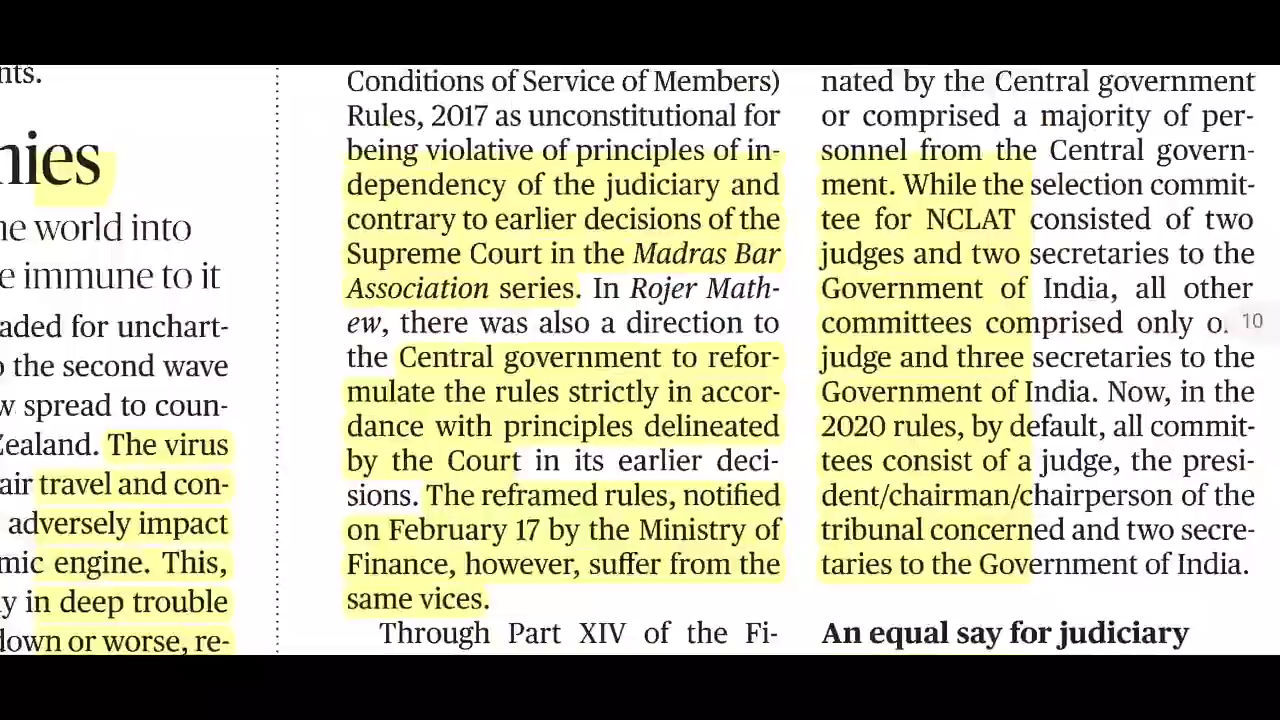 nts.
nies
ne world into
e immune to it
aded for unchart-
o the second wave
w spread to coun-
Zealand. The virus
air travel and con-
adversely impact
mic engine. This,
y in deep trouble
down or worse, re-
Conditions of Service of Members)
Rules, 2017 as unconstitutional for
being violative of principles of in-
dependency of the judiciary and
contrary to earlier decisions of the
Supreme Court in the Madras Bar
Association series. In Rojer Math-
ew, there was also a direction to
the Central government to refor-
mulate the rules strictly in accor-
dance with principles delineated
by the Court in its earlier deci-
sions. The reframed rules, notified
on February 17 by the Ministry of
Finance, however, suffer from the
same vices.
Through Part XIV of the Fi-
nated by the Central government
or comprised a majority of per-
sonnel from the Central govern-
ment. While the selection commit-
tee for NCLAT consisted of two
judges and two secretaries to the
Government of India, all other
committees comprised only o
judge and three secretaries to the
Government of India. Now, in the
2020 rules, by default, all commit-
tees consist of a judge, the presi-
dent/chairman/chairperson of the
tribunal concerned and two secre-
taries to the Government of India.
An equal say for judiciary
10